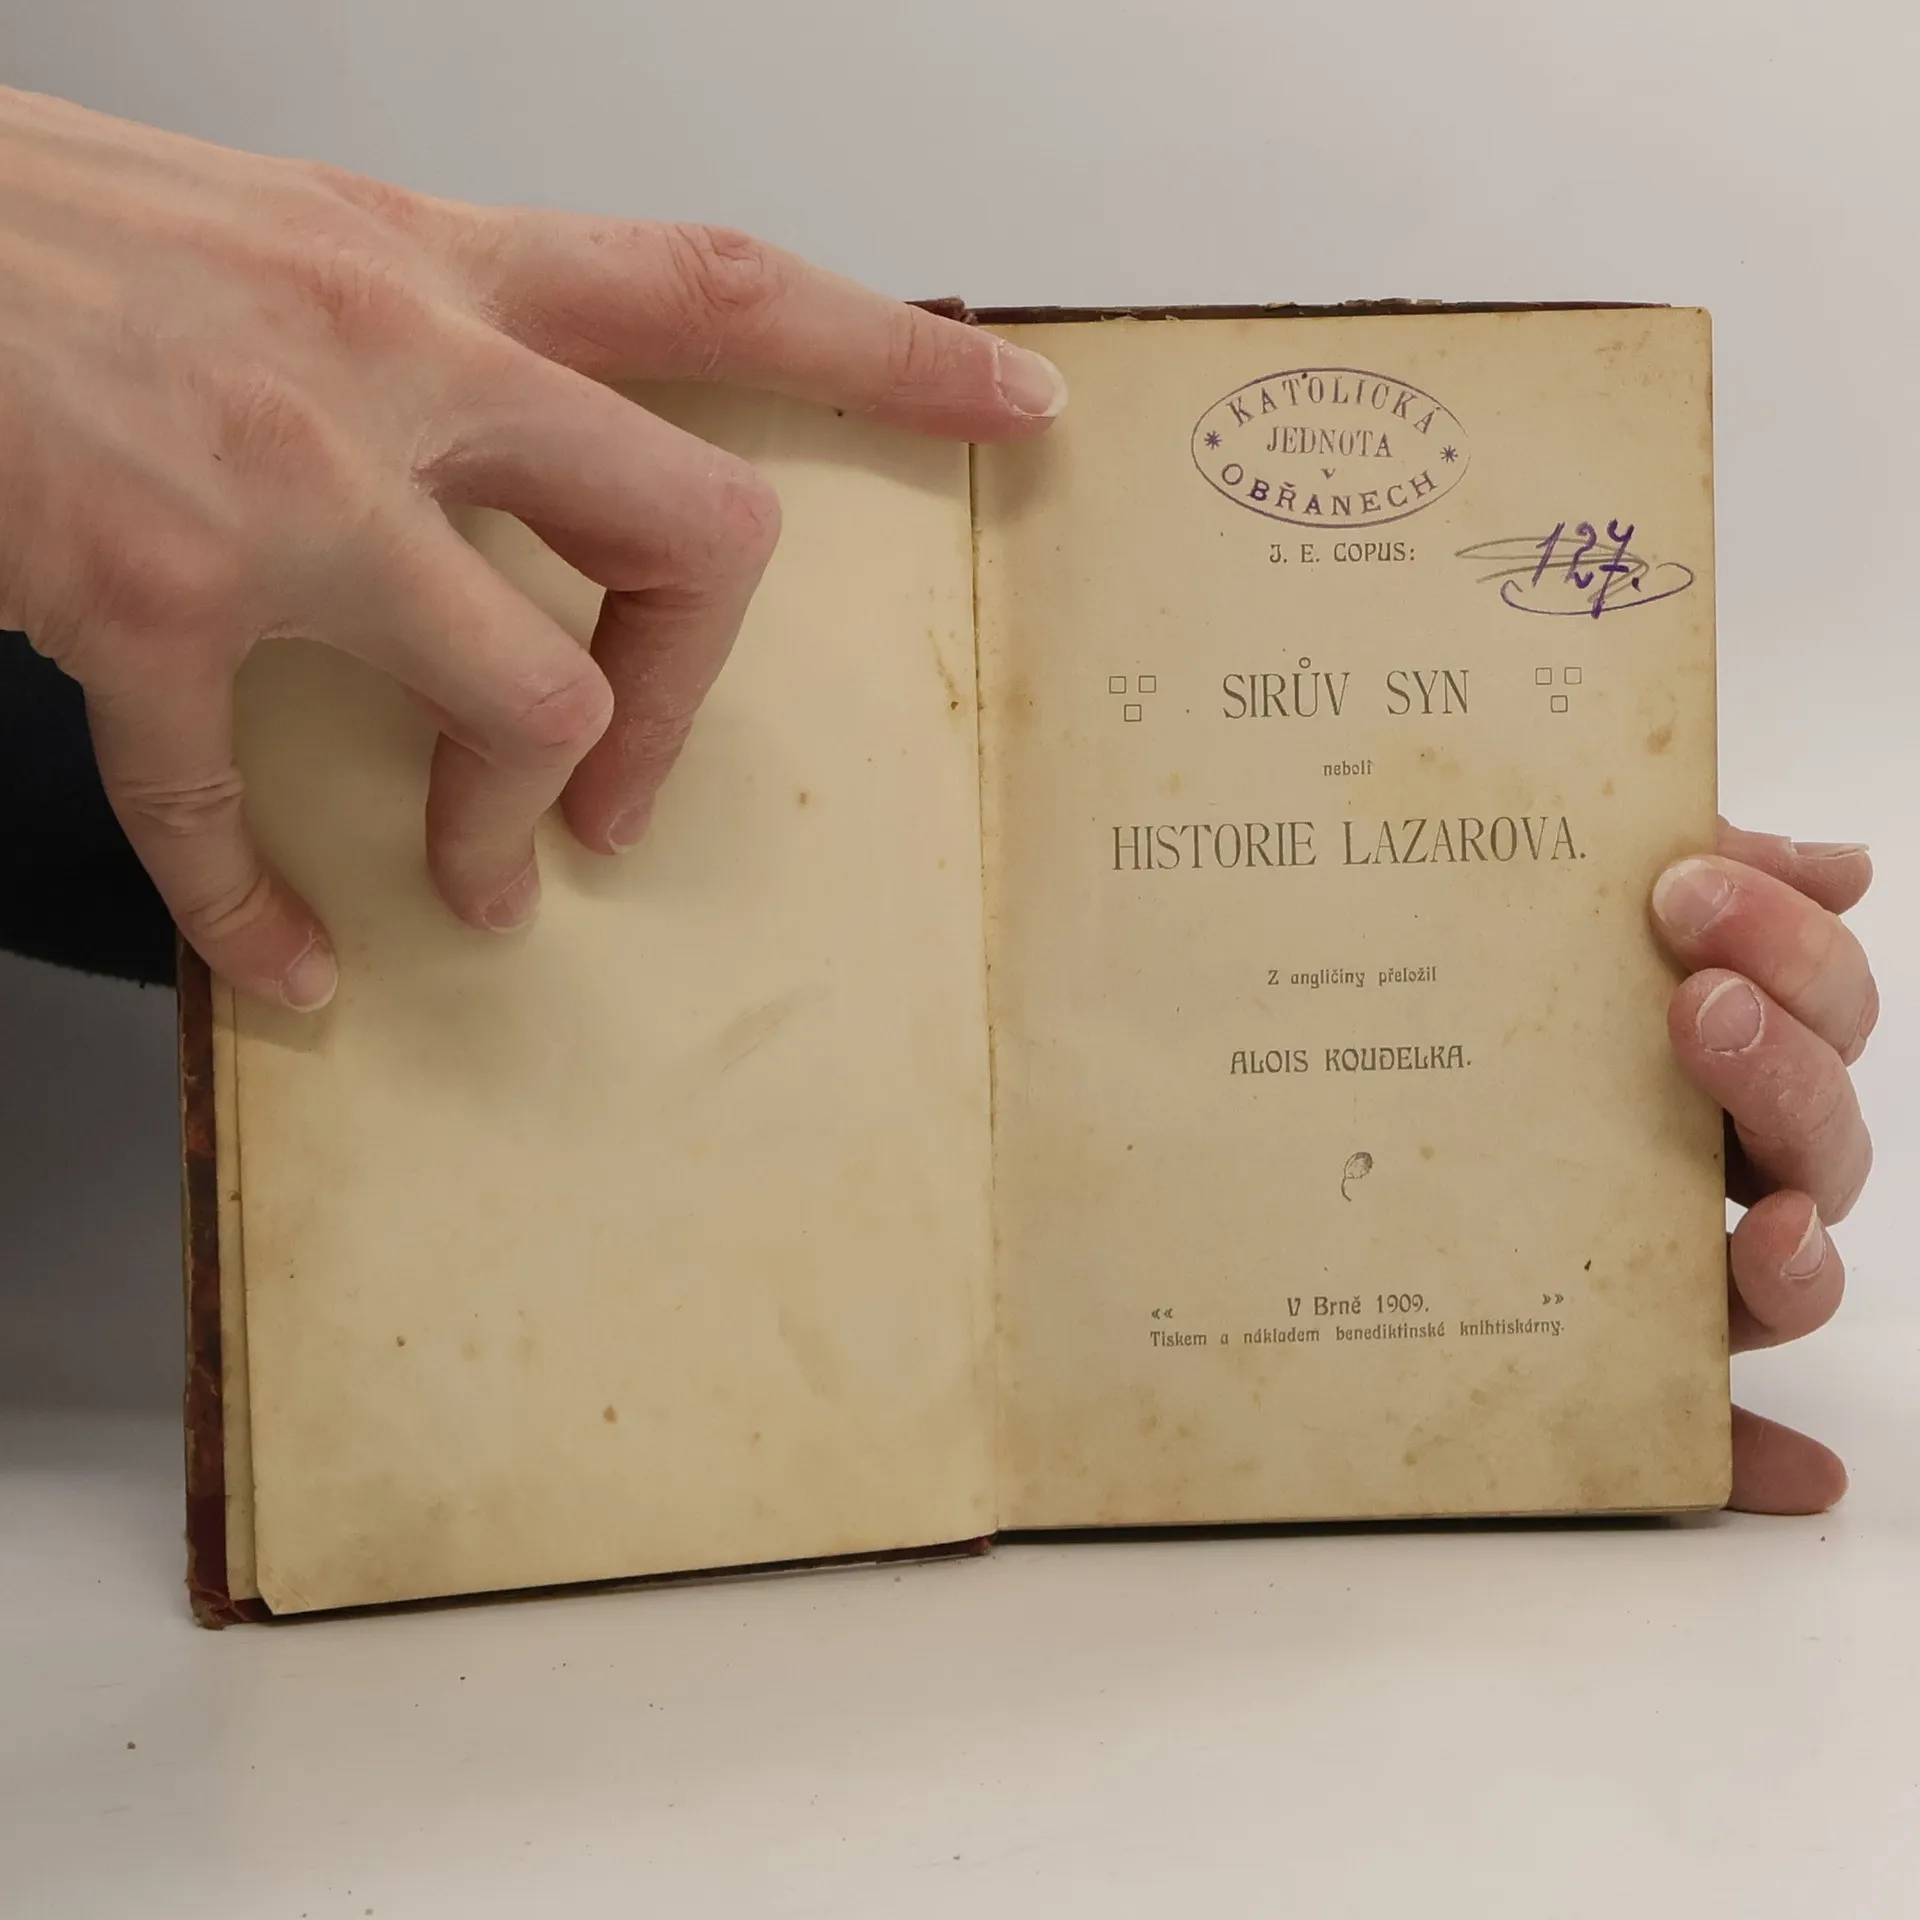 KATOLICKÁ
JEDNOTA
v
OBŘANECH
J. E. COPUS:
127.
SIRŮV SYN
neboli
HISTORIE LAZAROVA.
Z angličiny přeložil
ALOIS KOUDELKA.
«« V Brně 1909. »»
Tiskem a nákladem benediktinské knihtiskárny.